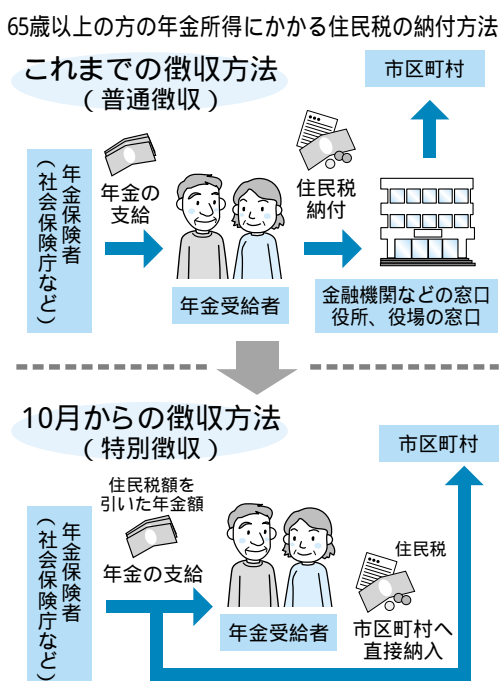 65歳以上の方の年金所得にかかる住民税の納付方法
これまでの徴収方法
（普通徴収）
市区町村
年金保険者
（社会保険庁など）
年金の
支給
住民税
納付
年金受給者
金融機関などの窓口
役所、役場の窓口
10月からの徴収方法
（特別徴収）
市区町村
住民税額を
引いた年金額
年金保険者
（社会保険庁など）
年金の支給
住民税
年金受給者
市区町村へ
直接納入